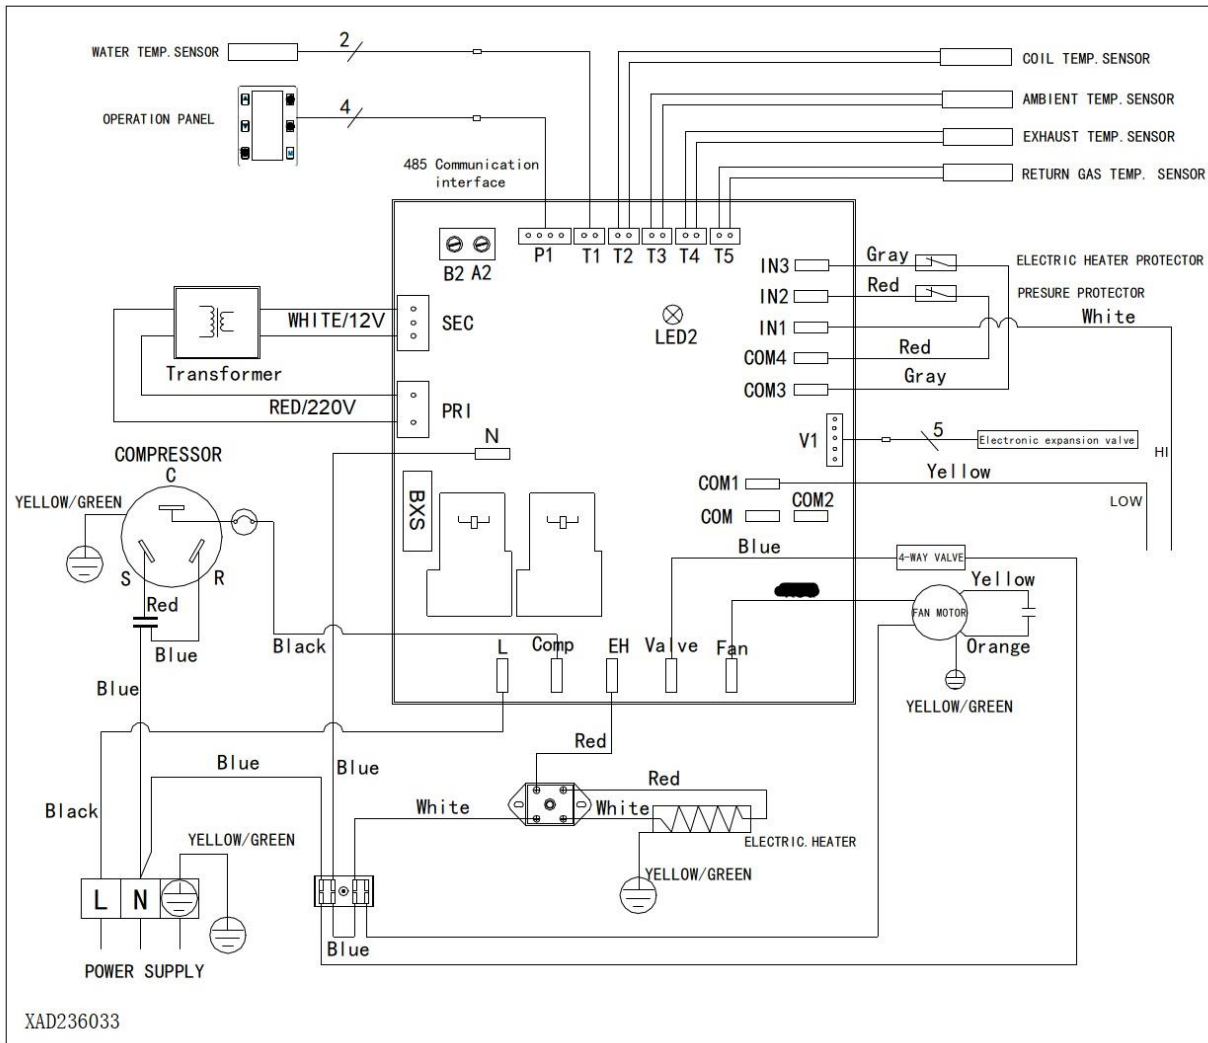 WATER TEMP.SENSOR
2
COIL TEMP.SENSOR
OPERATION PANEL
4
AMBIENT TEMP.SENSOR
EXHAUST TEMP.SENSOR
485 Communication
interface
RETURN GAS TEMP. SENSOR
B2 A2
P1
T1
T2
T3
T4
T5
IN3
Gray
ELECTRIC HEATER PROTECTOR
IN2
Red
PRESURE PROTECTOR
WHITE/12V
SEC
LED2
IN1
White
Transformer
COM4
Red
COM3
Gray
RED/220V
PRI
N
V1
5
Electronic expansion valve
HI
COMPRESSOR
C
YELLOW/GREEN
BXS
COM1
Yellow
COM
COM2
LOW
S
R
Blue
4-WAY VALVE
Red
Yellow
FAN MOTOR
Blue
Black
L
Comp
EH
Valve
Fan
Orange
Blue
YELLOW/GREEN
Red
Blue
Blue
Red
Black
White
White
ELECTRIC.HEATER
YELLOW/GREEN
YELLOW/GREEN
L
N
Blue
POWER SUPPLY
XAD236033